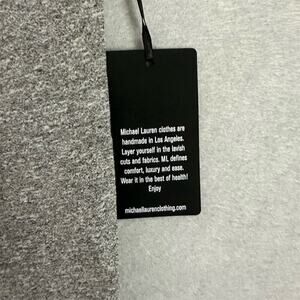 Michael Lauren clothes are
handmade in Los Angeles.
Layer yourself in the lavish
cuts and fabrics. ML defines
comfort, luxury and ease.
Wear it in the best of health!
Enjoy
michaellaurenclothing.com